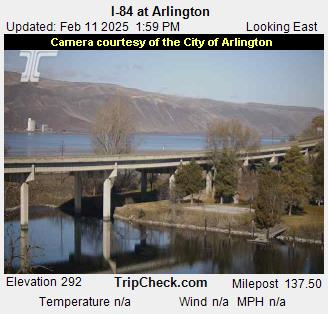 I-84 at Arlington
Updated: Feb 11 2025 1:59 PM Looking East
Camera courtesy of the City of Arlington
Elevation 292 TripCheck.com Milepost 137.50
Temperature n/a Wind n/a MPH n/a